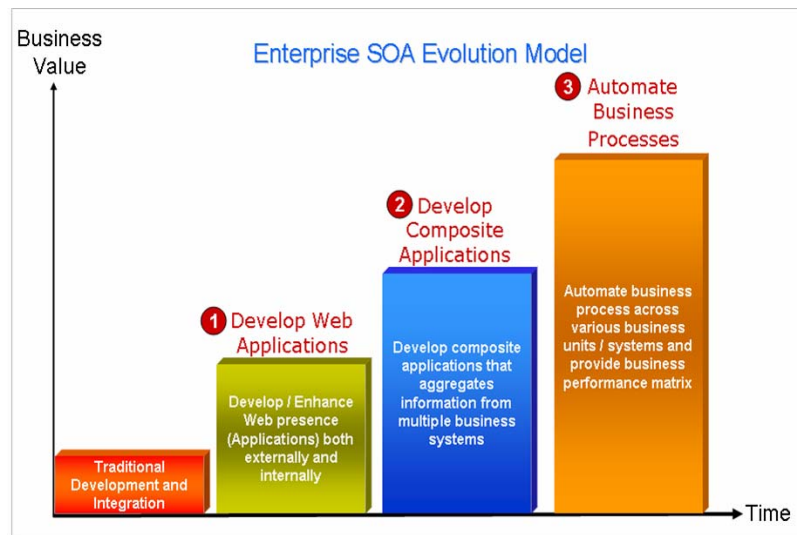 Business
Value
Enterprise SOA Evolution Model
3 Automate
Business
Processes
2 Develop
Composite
Applications
1 Develop Web
Applications
Traditional
Development and
Integration
Develop / Enhance
Web presence
(Applications) both
externally and
internally
Develop composite
applications that
aggregates
information from
multiple business
systems
Automate business
process across
various business
units / systems and
provide business
performance matrix
Time